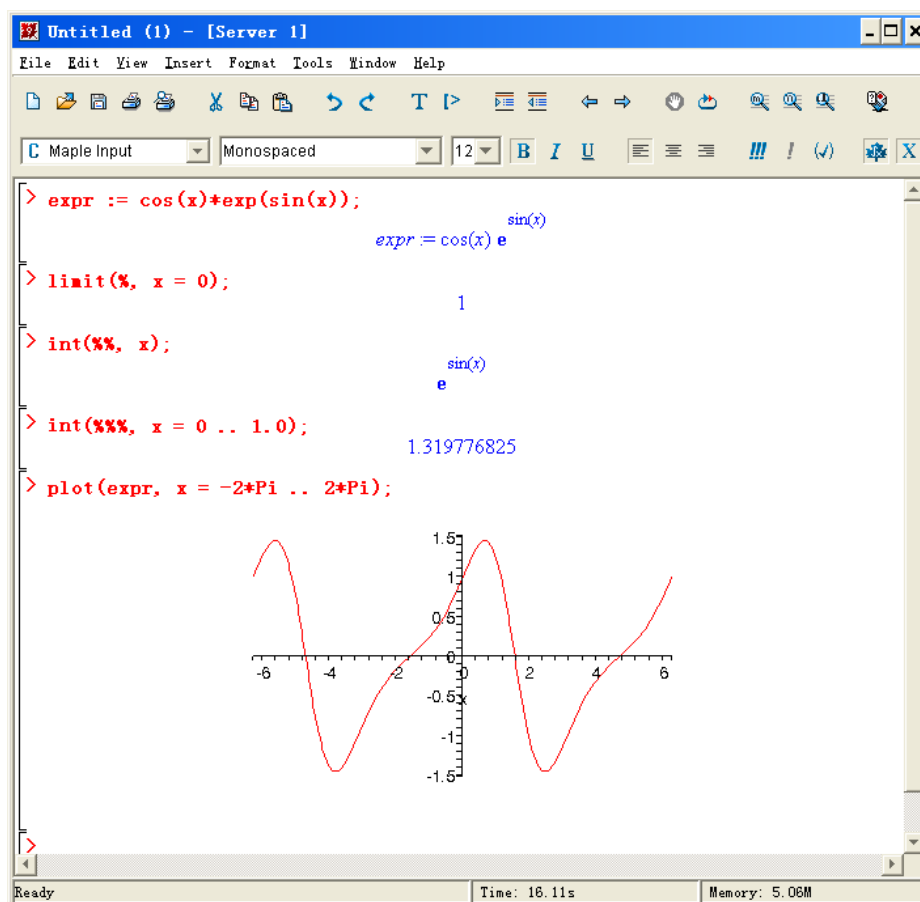 Untitled (1) - [Server 1]
File Edit View Insert Format Tools Window Help
T
C Maple Input Monospaced 12 B I U !!! ! (√) X
> expr := cos(x)*exp(sin(x));
expr := cos(x) e^sin(x)
> limit(%, x = 0);
1
> int(%%, x);
e^sin(x)
> int(%%%, x = 0 .. 1.0);
1.319776825
> plot(expr, x = -2*Pi .. 2*Pi);
1.5
1
0.5
-6 -4 -2 0 0 2 4 6
x
-0.5
-1
-1.5
>
Ready Time: 16.11s Memory: 5.06M